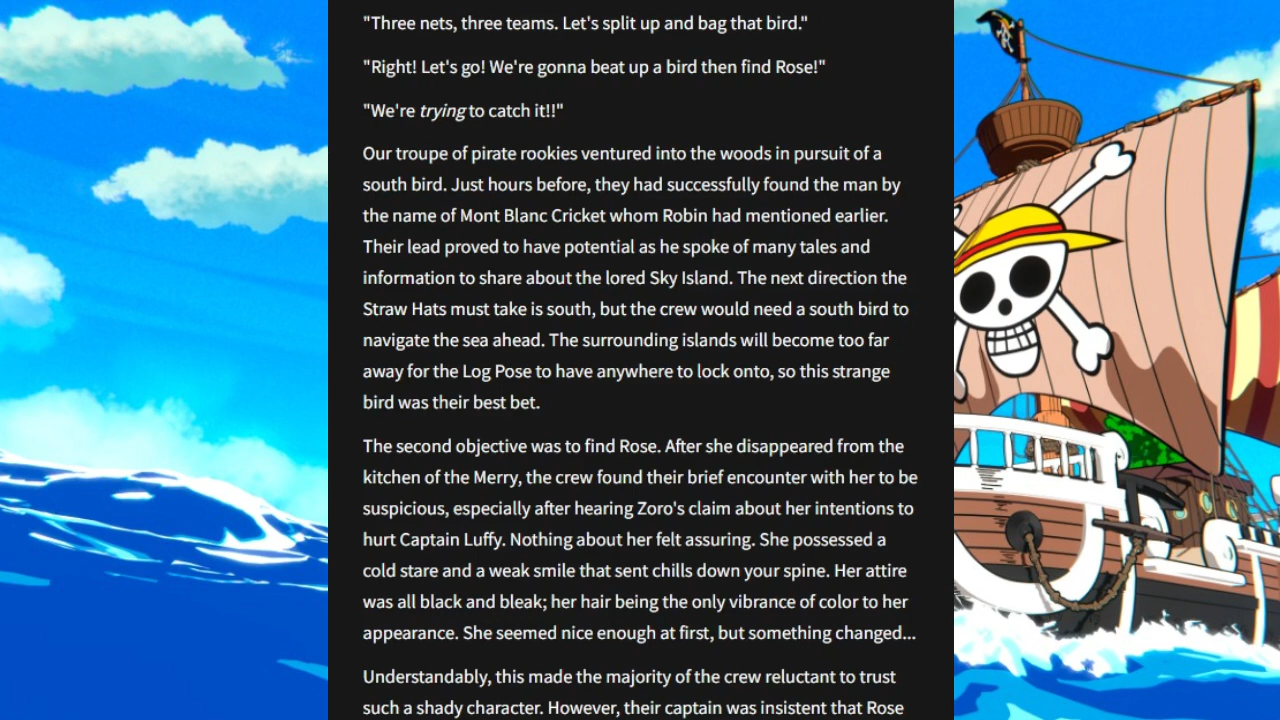 "Three nets, three teams. Let's split up and bag that bird."
"Right! Let's go! We're gonna beat up a bird then find Rose!"
"We're trying to catch it!!"
Our troupe of pirate rookies ventured into the woods in pursuit of a
south bird. Just hours before, they had successfully found the man by
the name of Mont Blanc Cricket whom Robin had mentioned earlier.
Their lead proved to have potential as he spoke of many tales and
information to share about the lored Sky Island. The next direction the
Straw Hats must take is south, but the crew would need a south bird to
navigate the sea ahead. The surrounding islands will become too far
away for the Log Pose to have anywhere to lock onto, so this strange
bird was their best bet.
The second objective was to find Rose. After she disappeared from the
kitchen of the Merry, the crew found their brief encounter with her to be
suspicious, especially after hearing Zoro's claim about her intentions to
hurt Captain Luffy. Nothing about her felt assuring. She possessed a
cold stare and a weak smile that sent chills down your spine. Her attire
was all black and bleak; her hair being the only vibrance of color to her
appearance. She seemed nice enough at first, but something changed...
Understandably, this made the majority of the crew reluctant to trust
such a shady character. However, their captain was insistent that Rose